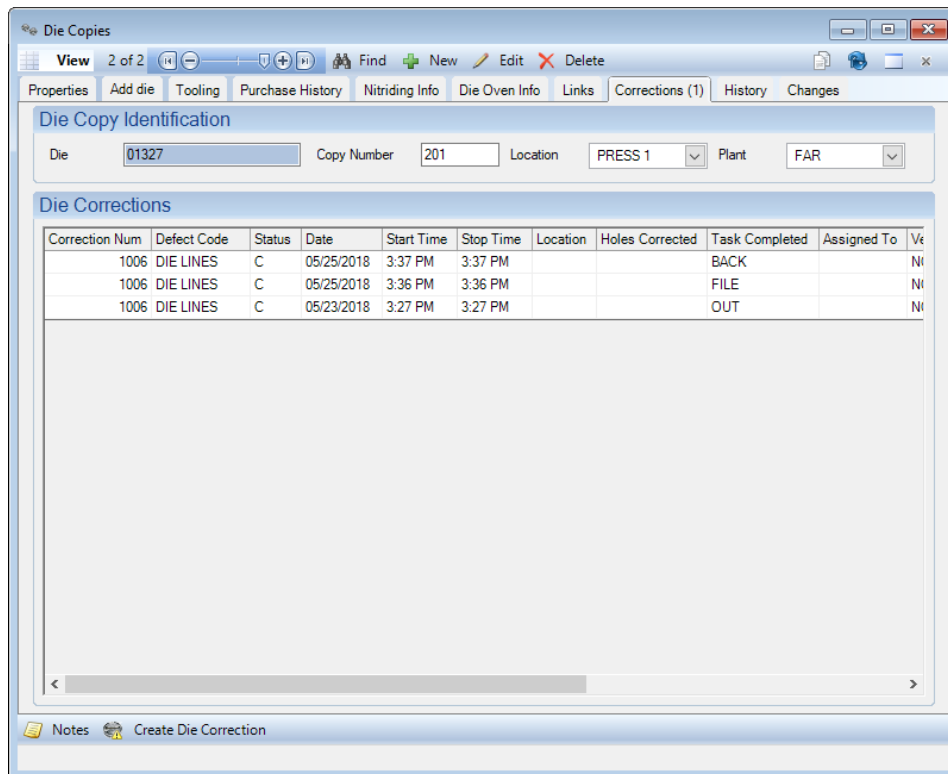 Die Copies
View 2 of 2 Find New Edit Delete
Properties Add die Tooling Purchase History Nitriding Info Die Oven Info Links Corrections (1) History Changes
Die Copy Identification
Die 01327 Copy Number 201 Location PRESS 1 Plant FAR
Die Corrections
Correction Num Defect Code Status Date Start Time Stop Time Location Holes Corrected Task Completed Assigned To Ve
1006 DIE LINES C 05/25/2018 3:37 PM 3:37 PM BACK
1006 DIE LINES C 05/25/2018 3:36 PM 3:36 PM FILE
1006 DIE LINES C 05/23/2018 3:27 PM 3:27 PM OUT
Notes Create Die Correction